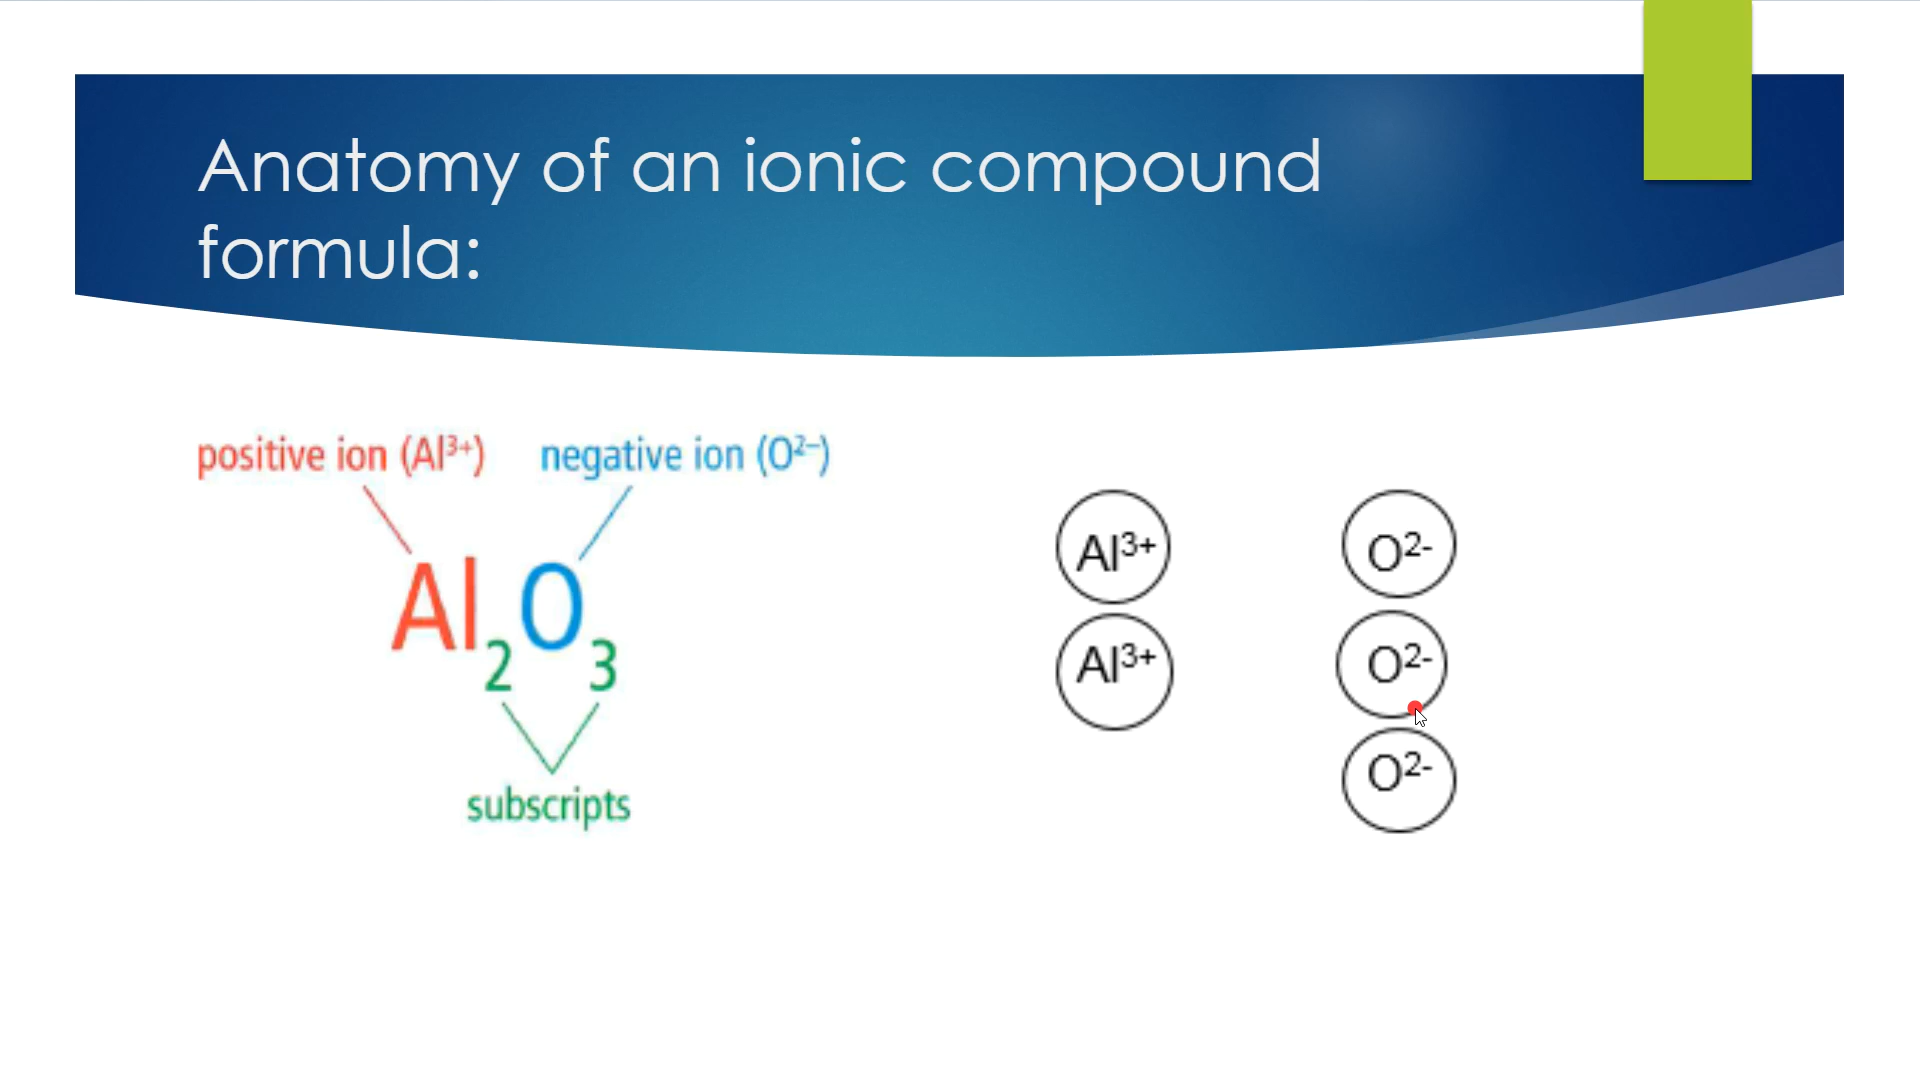 Anatomy of an ionic compound
formula:
positive ion (Al³⁺)
negative ion (O²⁻)
Al₂O₃
subscripts
Al³⁺
Al³⁺
O²⁻
O²⁻
O²⁻